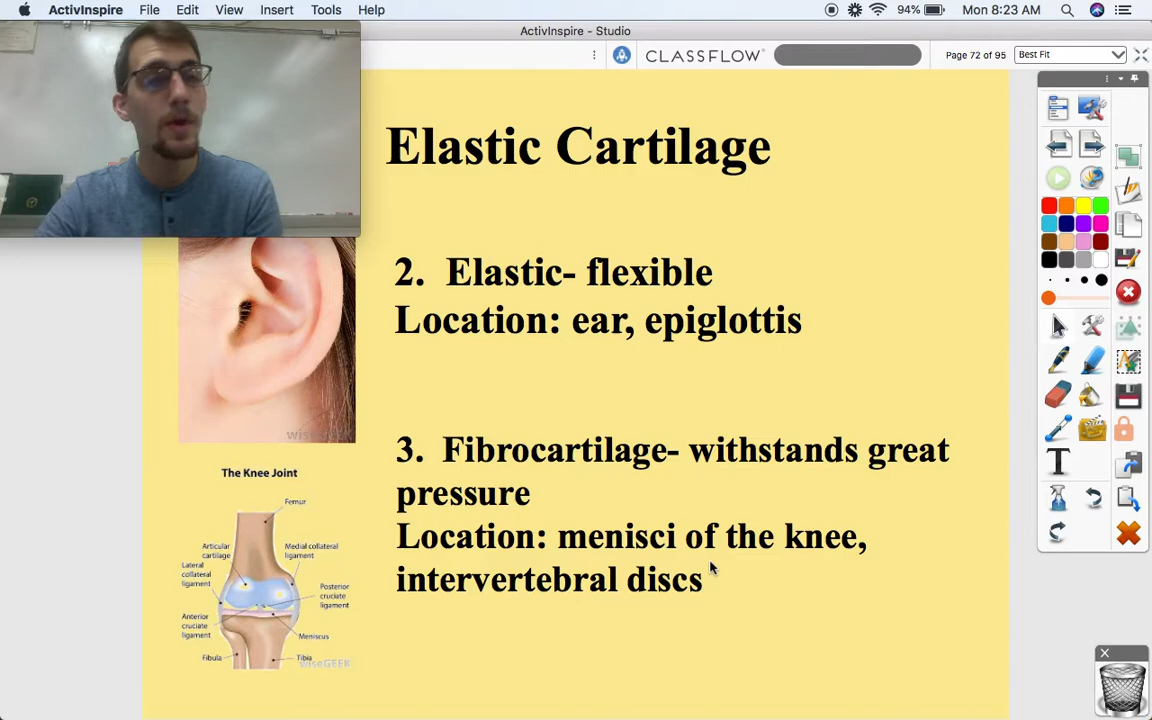 ActivInspire File Edit View Insert Tools Help 94% Mon 8:23 AM
ActivInspire - Studio
CLASSFLOW Page 72 of 95 Best Fit
Elastic Cartilage
2. Elastic- flexible
Location: ear, epiglottis
wiseGEEK
3. Fibrocartilage- withstands great
pressure
Location: menisci of the knee,
intervertebral discs
The Knee Joint
Femur
Articular
cartilage
Medial collateral
ligament
Lateral
collateral
ligament
Posterior
cruciate
ligament
Anterior
cruciate
ligament
Meniscus
Fibula
Tibia
wiseGEEK
T